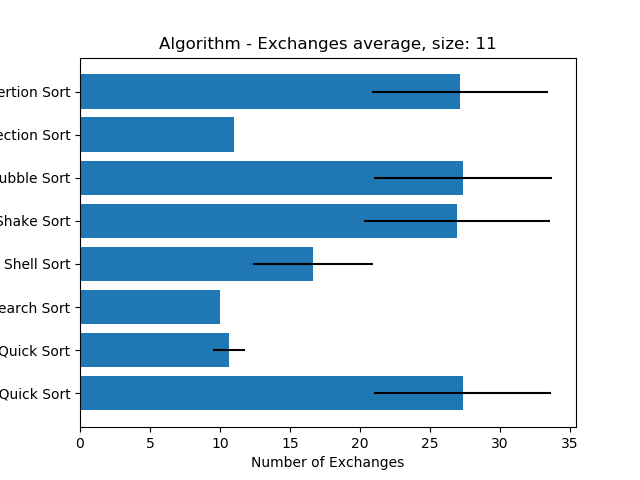 Algorithm - Exchanges average, size: 11
ertion Sort
ection Sort
ubble Sort
Shake Sort
Shell Sort
earch Sort
Quick Sort
Quick Sort
0 5 10 15 20 25 30 35
Number of Exchanges